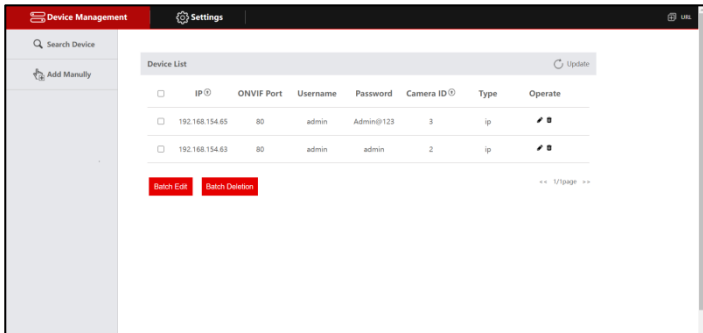 Device Management Settings URL
Search Device
Add Manully
Device List Update
IP ONVIF Port Username Password Camera ID Type Operate
192.168.154.65 80 admin Admin@123 3 ip
192.168.154.63 80 admin admin 2 ip
Batch Edit Batch Deletion << 1/1page >>